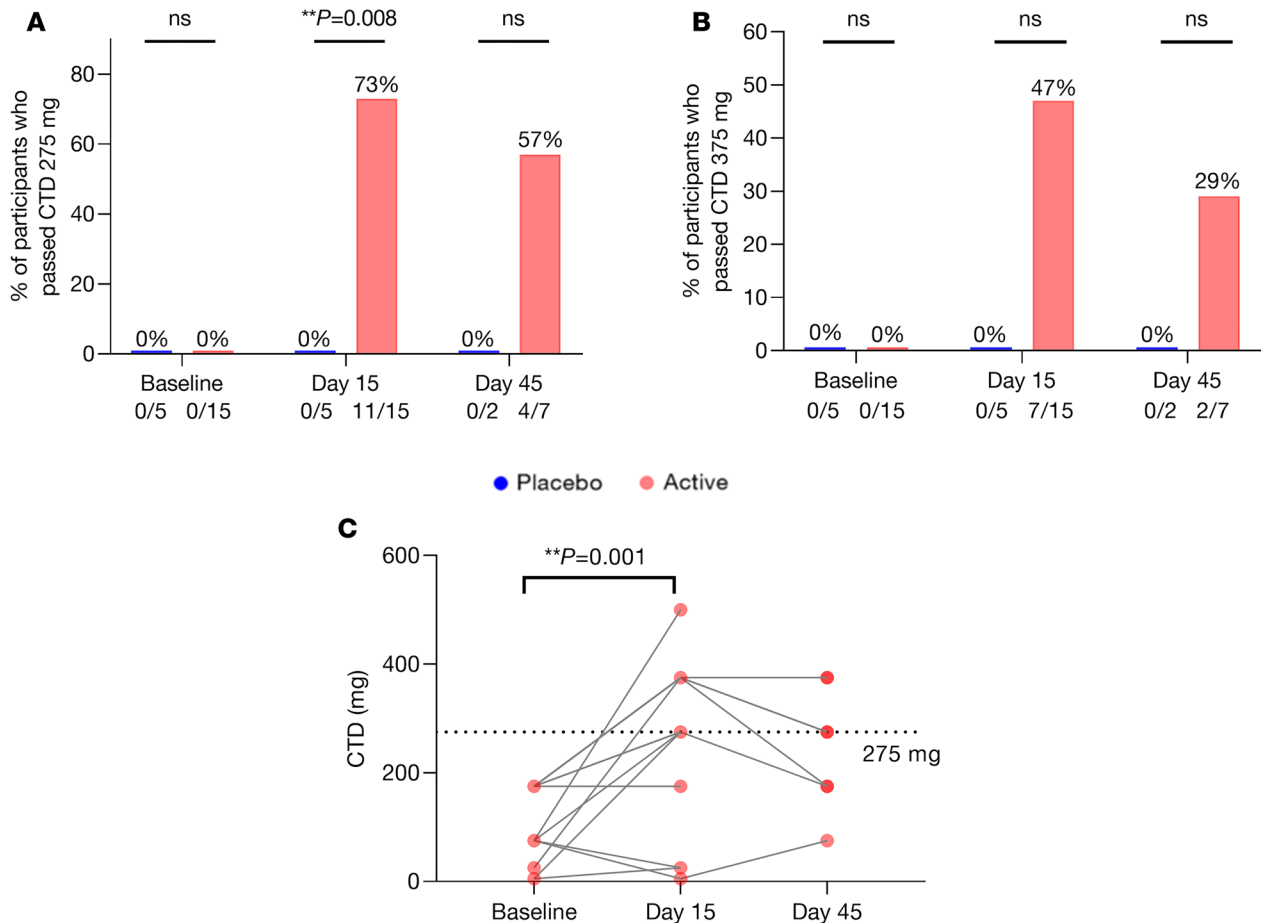 A
ns
**P=0.008
ns
% of participants who
passed CTD 275 mg
80
60
40
20
0
0%
0%
0%
73%
0%
57%
Baseline
Day 15
Day 45
0/5 0/15
0/5 11/15
0/2 4/7
B
ns
ns
ns
% of participants who
passed CTD 375 mg
60
50
40
30
20
10
0
0%
0%
0%
47%
0%
29%
Baseline
Day 15
Day 45
0/5 0/15
0/5 7/15
0/2 2/7
Placebo
Active
C
**P=0.001
CTD (mg)
600
400
200
0
275 mg
Baseline
Day 15
Day 45